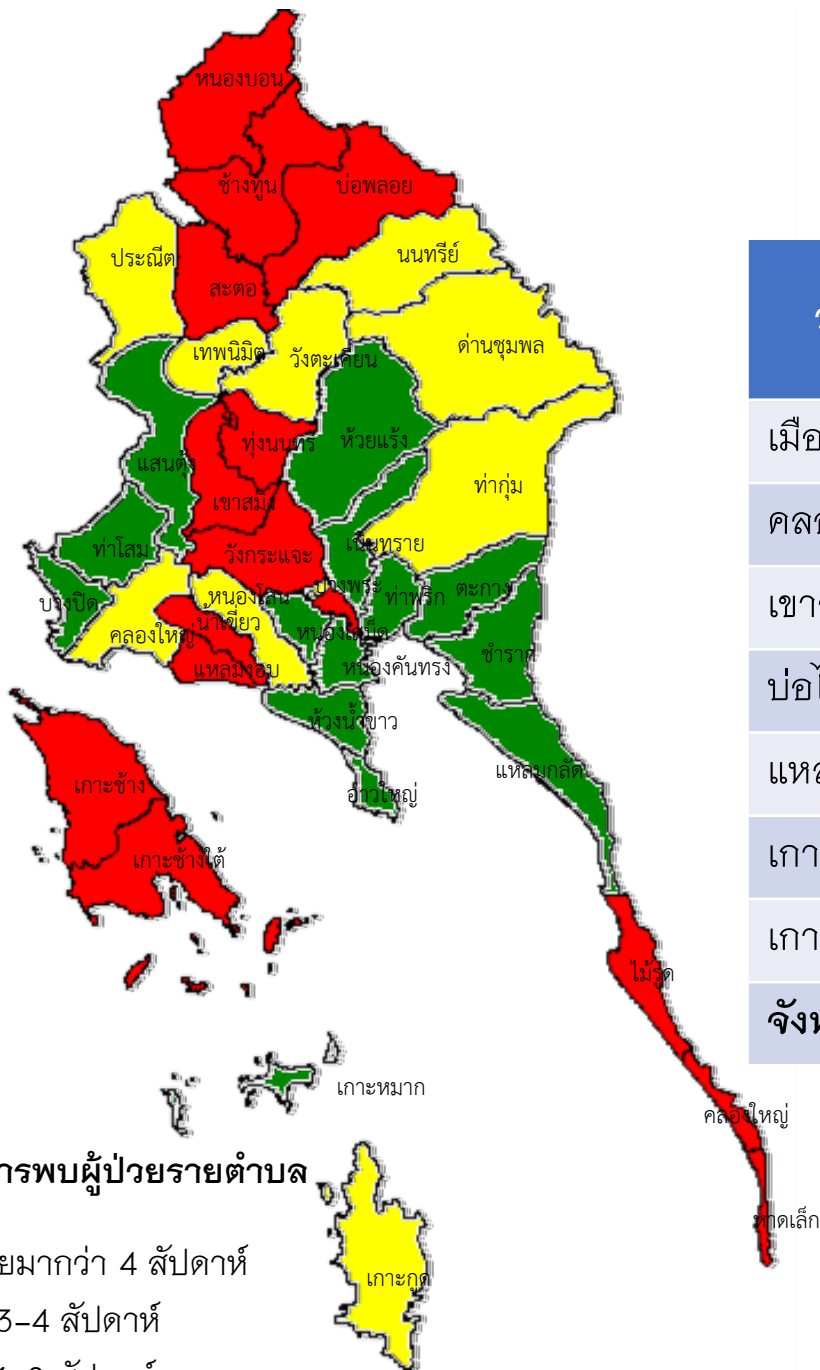 หนองบอน
ช้างทูน
บ่อพลอย
นนทรีย์
ประณีต
สะตอ
เทพนิมิต
วังตะเคียน
ด่านชุมพล
ทุ่งนนทรี
ห้วยแร้ง
แสนตุ้ง
เขาสมิง
ท่ากุ่ม
ท่าโสม
วังกระแจะ
เนินทราย
บางปิด
หนองโสน
บางพระ
ท่าพริก
ตะกาง
คลองใหญ่
น้ำเชี่ยว
หนองเสม็ด
ชำราก
แหลมงอบ
หนองคันทรง
ห้วงน้ำขาว
แหลมกลัด
อ่าวใหญ่
เกาะช้าง
เกาะช้างใต้
ไม้รูด
เกาะหมาก
คลองใหญ่
หาดเล็ก
เกาะกูด
ารพบผู้ป่วยรายตำบล
ยมากว่า 4 สัปดาห์
3-4 สัปดาห์
เมือ
คลอ
เขาส
บ่อไ
แหล
เกา
เกา
จังห